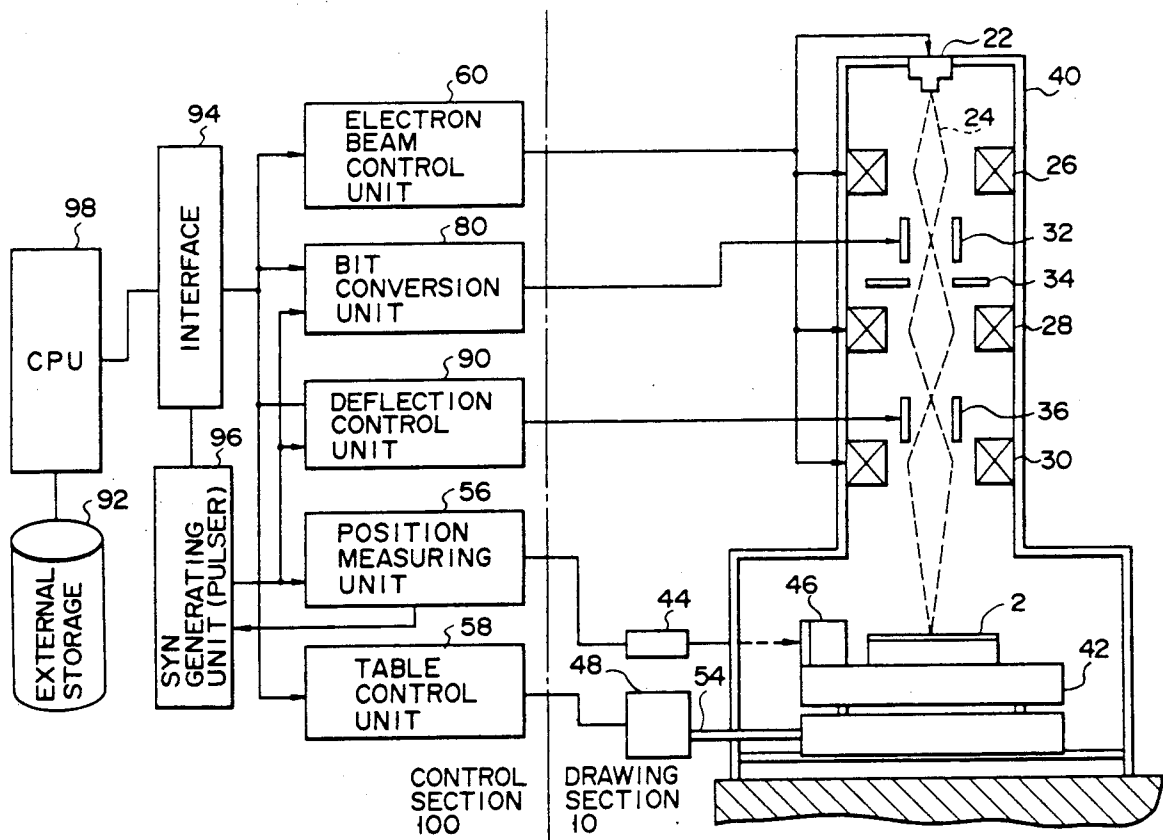 22
40
60
ELECTRON
BEAM
CONTROL
UNIT
24
94
INTERFACE
26
98
CPU
80
BIT
CONVERSION
UNIT
32
34
28
90
DEFLECTION
CONTROL
UNIT
36
96
SYN
GENERATING
UNIT (PULSER)
30
92
EXTERNAL
STORAGE
56
POSITION
MEASURING
UNIT
44
46
2
58
TABLE
CONTROL
UNIT
48
54
42
CONTROL
SECTION
100
DRAWING
SECTION
10